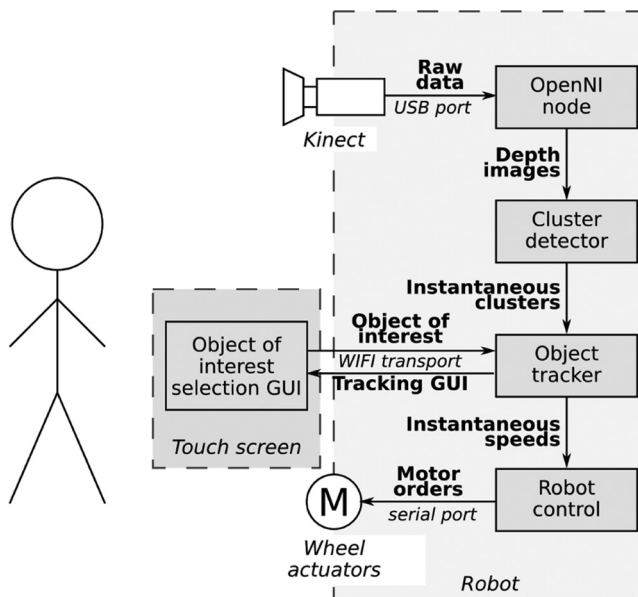 Raw
data
USB port
OpenNI
node
Kinect
Depth
images
Cluster
detector
Instantaneous
clusters
Object of
interest
selection GUI
Touch screen
Object of
interest
WIFI transport
Tracking GUI
Object
tracker
Instantaneous
speeds
Motor
orders
serial port
Robot
control
M
Wheel
actuators
Robot